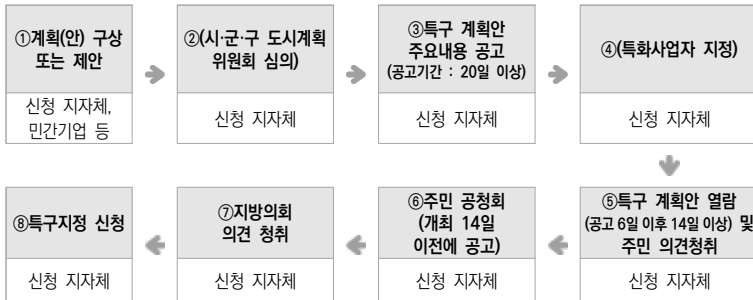 ①계획(안) 구상
또는 제안
신청 지자체,
민간기업 등
②(시·군·구 도시계획
위원회 심의)
신청 지자체
③특구 계획안
주요내용 공고
(공고기간 : 20일 이상)
신청 지자체
④(특화사업자 지정)
신청 지자체
⑤특구 계획안 열람
(공고 6일 이후 14일 이상) 및
주민 의견청취
신청 지자체
⑥주민 공청회
(개최 14일
이전에 공고)
신청 지자체
⑦지방의회
의견 청취
신청 지자체
⑧특구지정 신청
신청 지자체